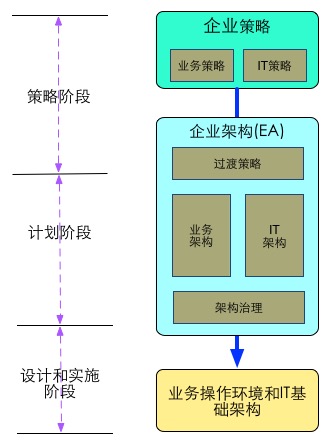 企业策略
业务策略
IT策略
策略阶段
企业架构(EA)
过渡策略
计划阶段
业务
架构
IT
架构
架构治理
设计和实施
阶段
业务操作环境和IT基
础架构